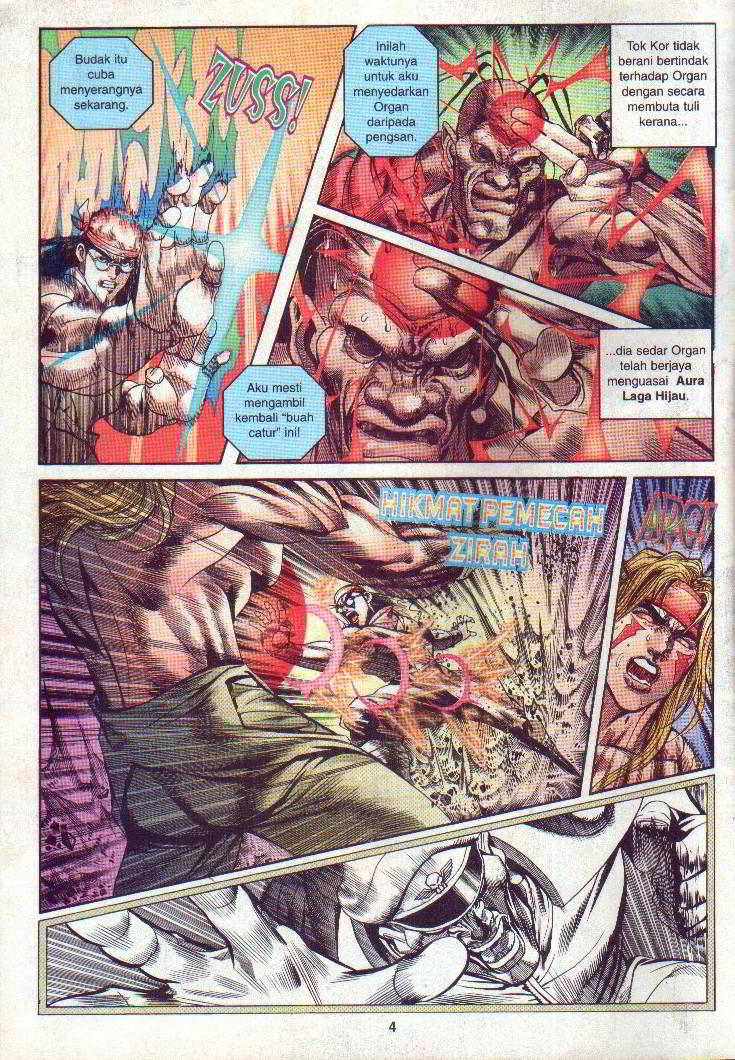 Budak itu
cuba
menyerangnya
sekarang.
ZUSS!
Inilah
waktunya
untuk aku
menyedarkan
Organ
daripada
pengsan.
Tok Kor tidak
berani bertindak
terhadap Organ
dengan secara
membuta tuli
kerana...
Aku mesti
mengambil
kembali "buah
catur" ini!
...dia sedar Organ
telah berjaya
menguasai Aura
Laga Hijau.
HIKMAT PEMECAH
ZIRAH
4